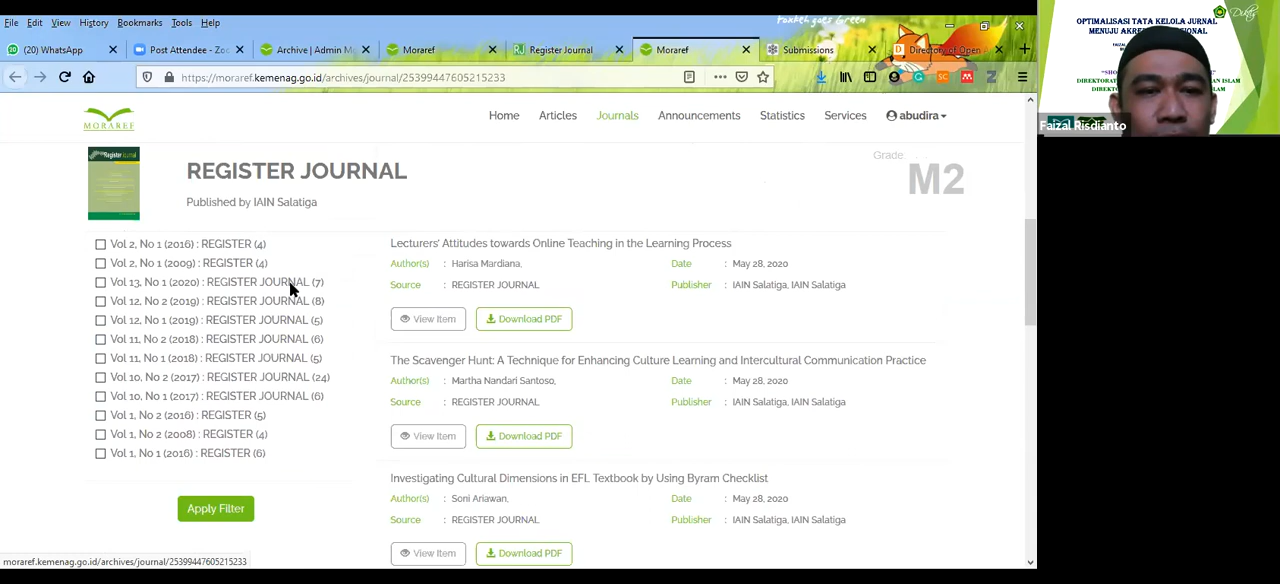 File Edit View History Bookmarks Tools Help
(20) WhatsApp
Post Attendee - Zoo
Archive | Admin M
Moraref
Register Journal
Moraref
Submissions
Directory of Open A
https://moraref.kemenag.go.id/archives/journal/25399447605215233
MORAREF
Home Articles Journals Announcements Statistics Services abudira
REGISTER JOURNAL
Published by IAIN Salatiga
Grade:
M2
Vol 2, No 1 (2016) : REGISTER (4)
Vol 2, No 1 (2009) : REGISTER (4)
Vol 13, No 1 (2020) : REGISTER JOURNAL (7)
Vol 12, No 2 (2019) : REGISTER JOURNAL (8)
Vol 12, No 1 (2019) : REGISTER JOURNAL (5)
Vol 11, No 2 (2018) : REGISTER JOURNAL (6)
Vol 11, No 1 (2018) : REGISTER JOURNAL (5)
Vol 10, No 2 (2017) : REGISTER JOURNAL (24)
Vol 10, No 1 (2017) : REGISTER JOURNAL (6)
Vol 1, No 2 (2016) : REGISTER (5)
Vol 1, No 2 (2008) : REGISTER (4)
Vol 1, No 1 (2016) : REGISTER (6)
Apply Filter
Lecturers' Attitudes towards Online Teaching in the Learning Process
Author(s) : Harisa Mardiana, Date : May 28, 2020
Source : REGISTER JOURNAL Publisher : IAIN Salatiga, IAIN Salatiga
View Item Download PDF
The Scavenger Hunt: A Technique for Enhancing Culture Learning and Intercultural Communication Practice
Author(s) : Martha Nandari Santoso, Date : May 28, 2020
Source : REGISTER JOURNAL Publisher : IAIN Salatiga, IAIN Salatiga
View Item Download PDF
Investigating Cultural Dimensions in EFL Textbook by Using Byram Checklist
Author(s) : Soni Ariawan, Date : May 28, 2020
Source : REGISTER JOURNAL Publisher : IAIN Salatiga, IAIN Salatiga
View Item Download PDF
moraref.kemenag.go.id/archives/journal/25399447605215233
Diktis
OPTIMALISASI TATA KELOLA JURNAL
Faizal Risdianto